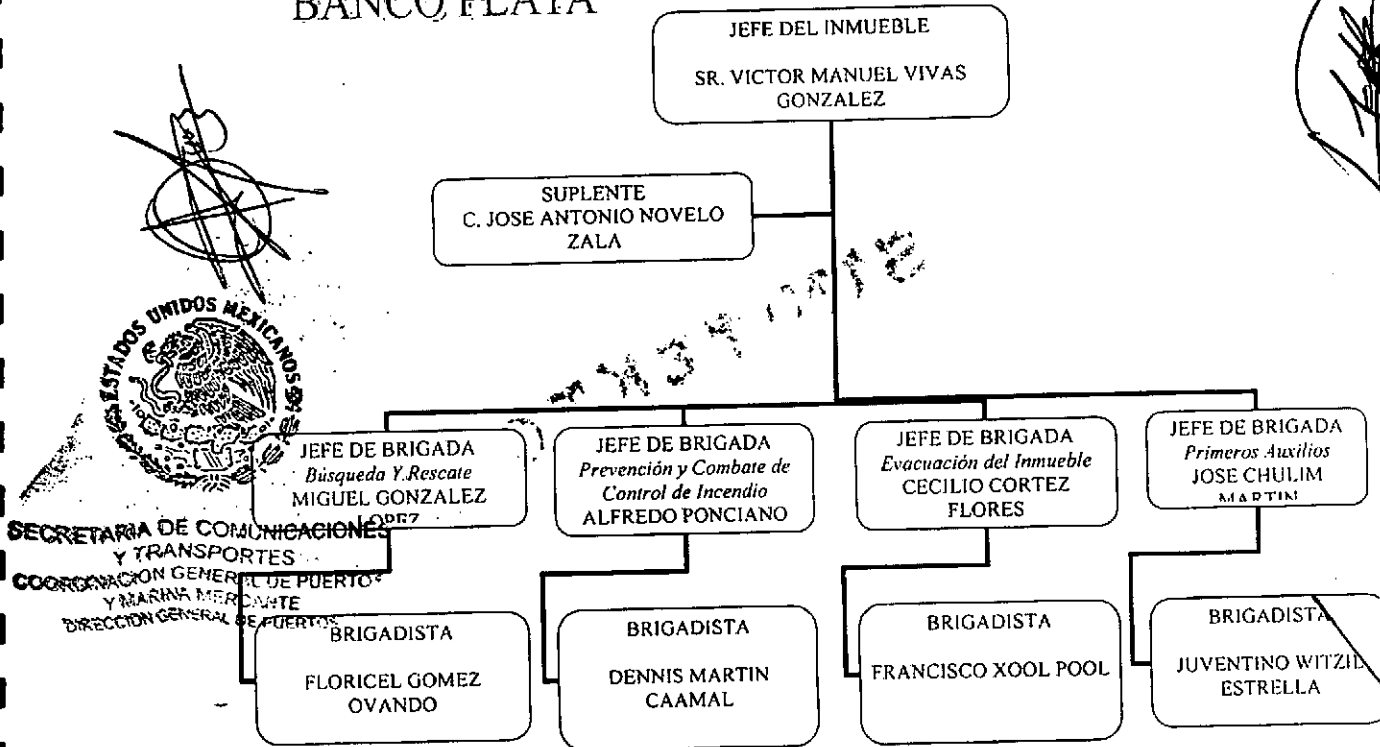 BANCO PLAYA
JEFE DEL INMUEBLE
SR. VICTOR MANUEL VIVAS
GONZALEZ
SUPLENTE
C. JOSE ANTONIO NOVELO
ZALA
ESTADOS UNIDOS MEXICANOS
JEFE DE BRIGADA
Búsqueda Y.Rescate
MIGUEL GONZALEZ
LOPEZ
JEFE DE BRIGADA
Prevención y Combate de
Control de Incendio
ALFREDO PONCIANO
JEFE DE BRIGADA
Evacuación del Inmueble
CECILIO CORTEZ
FLORES
JEFE DE BRIGADA
Primeros Auxilios
JOSE CHULIM
MARTIN
SECRETARIA DE COMUNICACIONES
Y TRANSPORTES
COORDINACION GENERAL DE PUERTOS
Y MARINA MERCANTE
DIRECCION GENERAL DE PUERTOS
BRIGADISTA
FLORICEL GOMEZ
OVANDO
BRIGADISTA
DENNIS MARTIN
CAAMAL
BRIGADISTA
FRANCISCO XOOL POOL
BRIGADISTA
JUVENTINO WITZIL
ESTRELLA